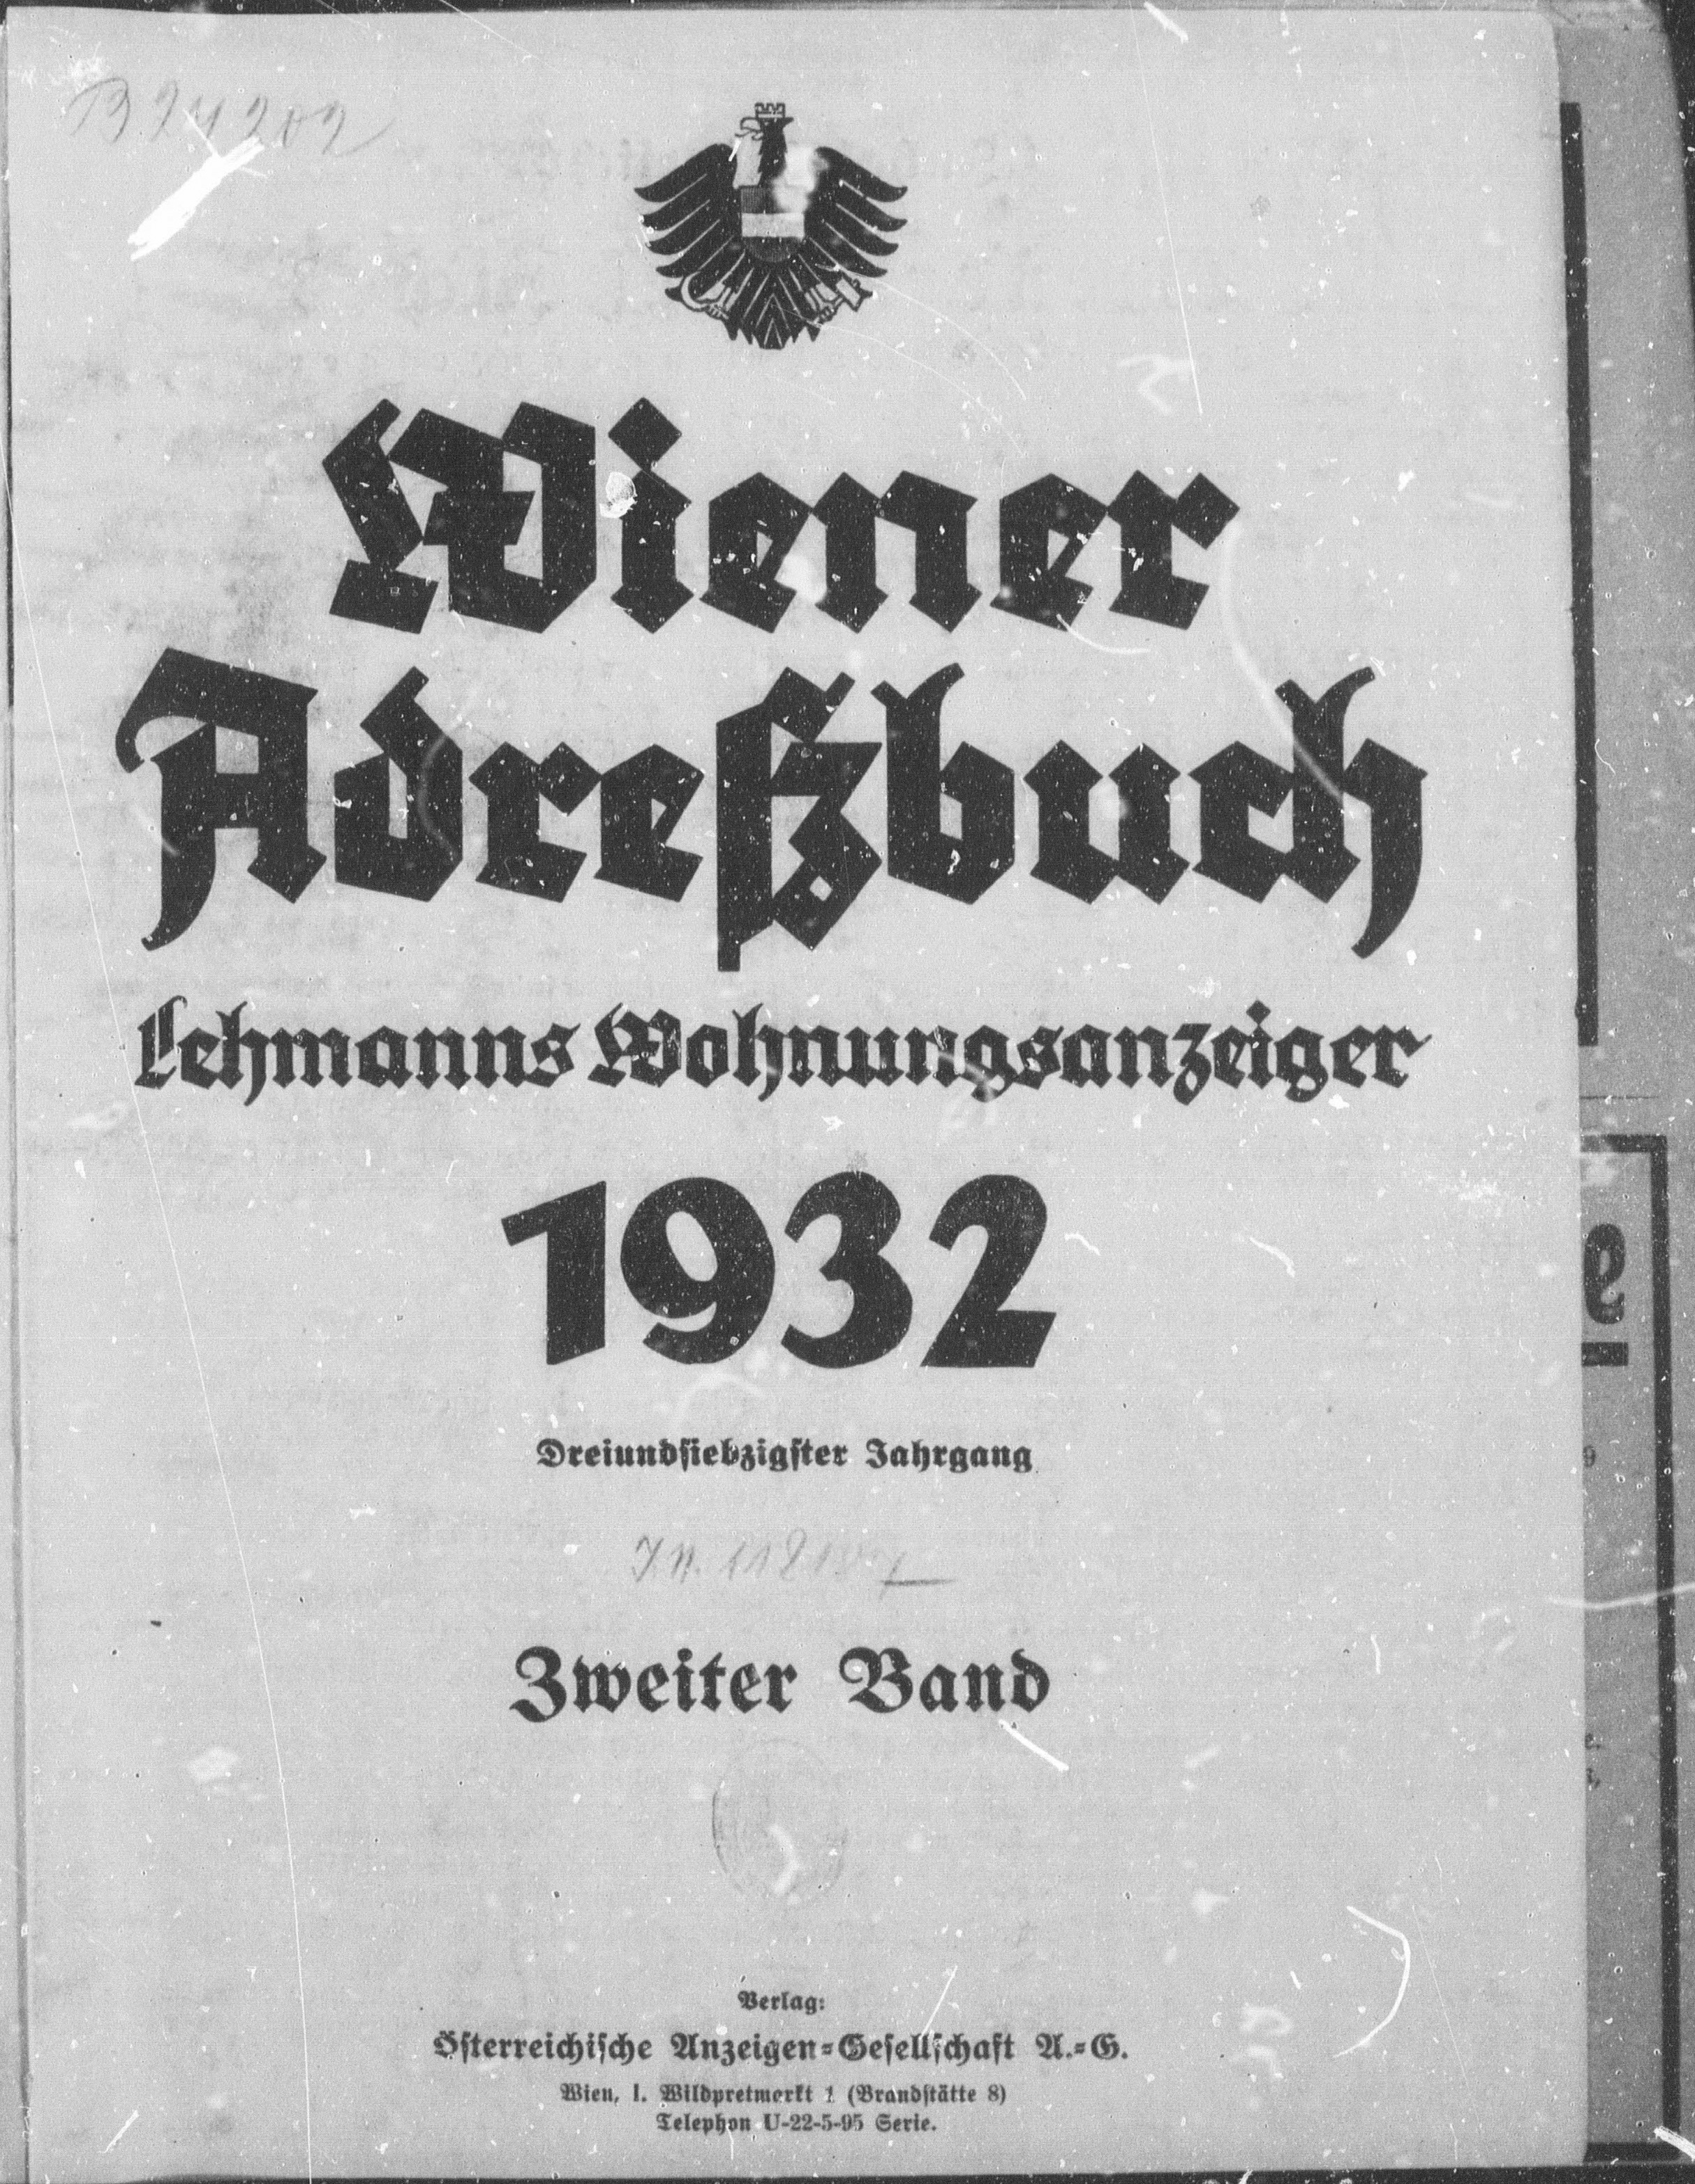 B 24202
Wiener
Adreßbuch
Lehmanns Wohnungsanzeiger
1932
Dreiundsiebzigster Jahrgang
J.N.
Zweiter Band
Verlag:
Österreichische Anzeigen=Gesellschaft A.=G.
Wien, I. Wildpretmarkt 1 (Brandstätte 8)
Telephon U-22-5-95 Serie.